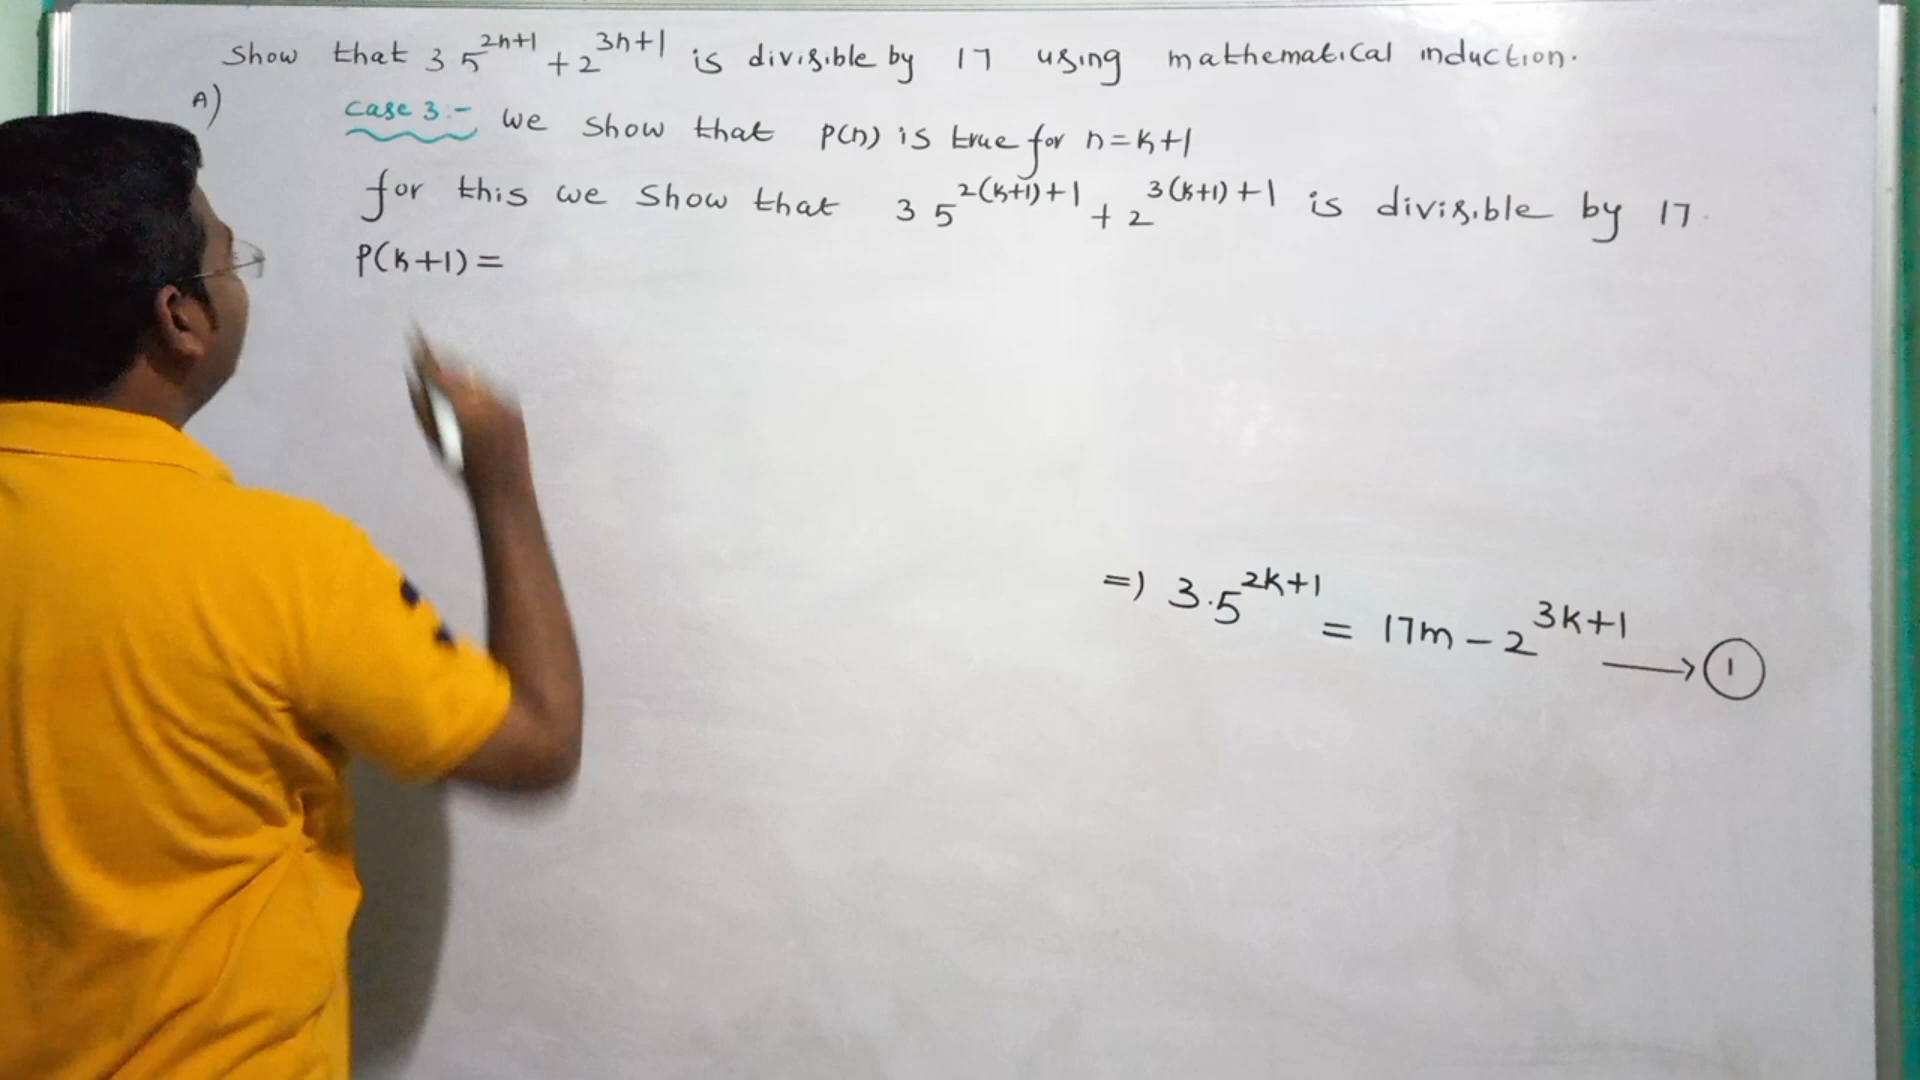 Show that 3 5^{2n+1} + 2^{3n+1} is divisible by 17 using mathematical induction.
A) Case 3:- we show that P(n) is true for n=k+1
for this we show that 3 5^{2(k+1)+1} + 2^{3(k+1)+1} is divisible by 17.
P(k+1) =
=) 3.5^{2k+1} = 17m - 2^{3k+1} → ①